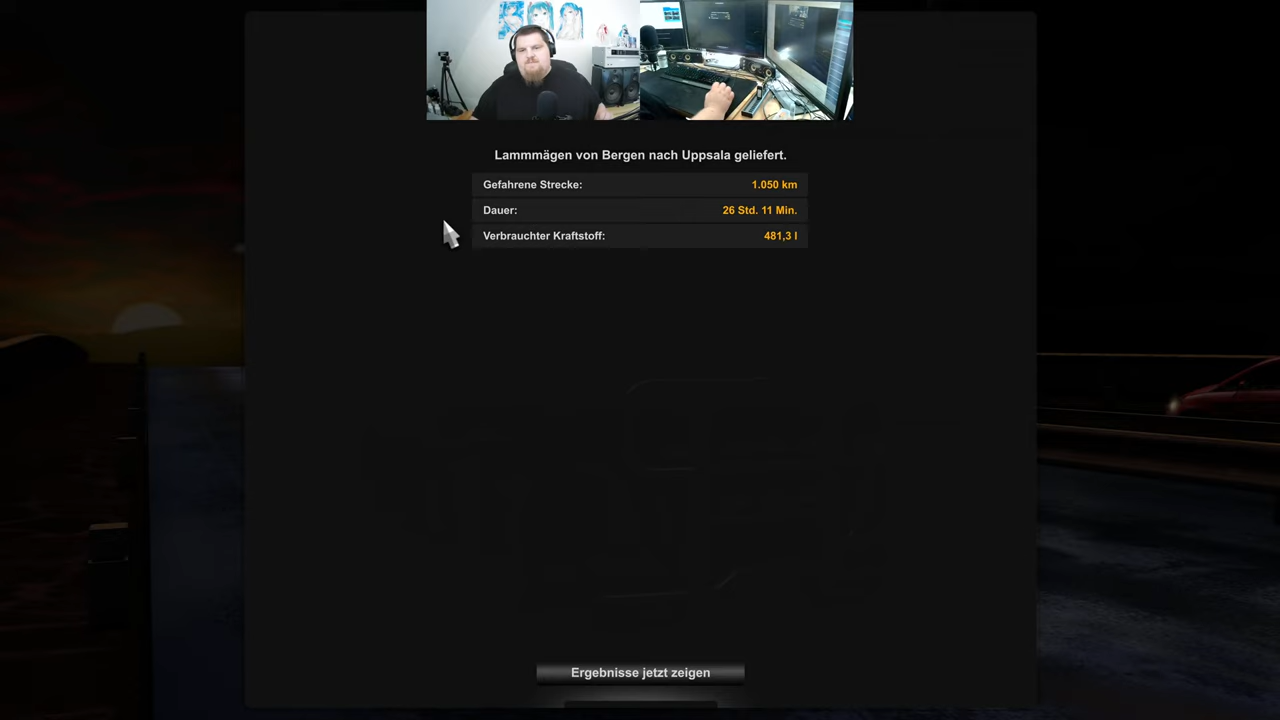 Lammmägen von Bergen nach Uppsala geliefert.
Gefahrene Strecke: 1.050 km
Dauer: 26 Std. 11 Min.
Verbrauchter Kraftstoff: 481,3 l
Ergebnisse jetzt zeigen